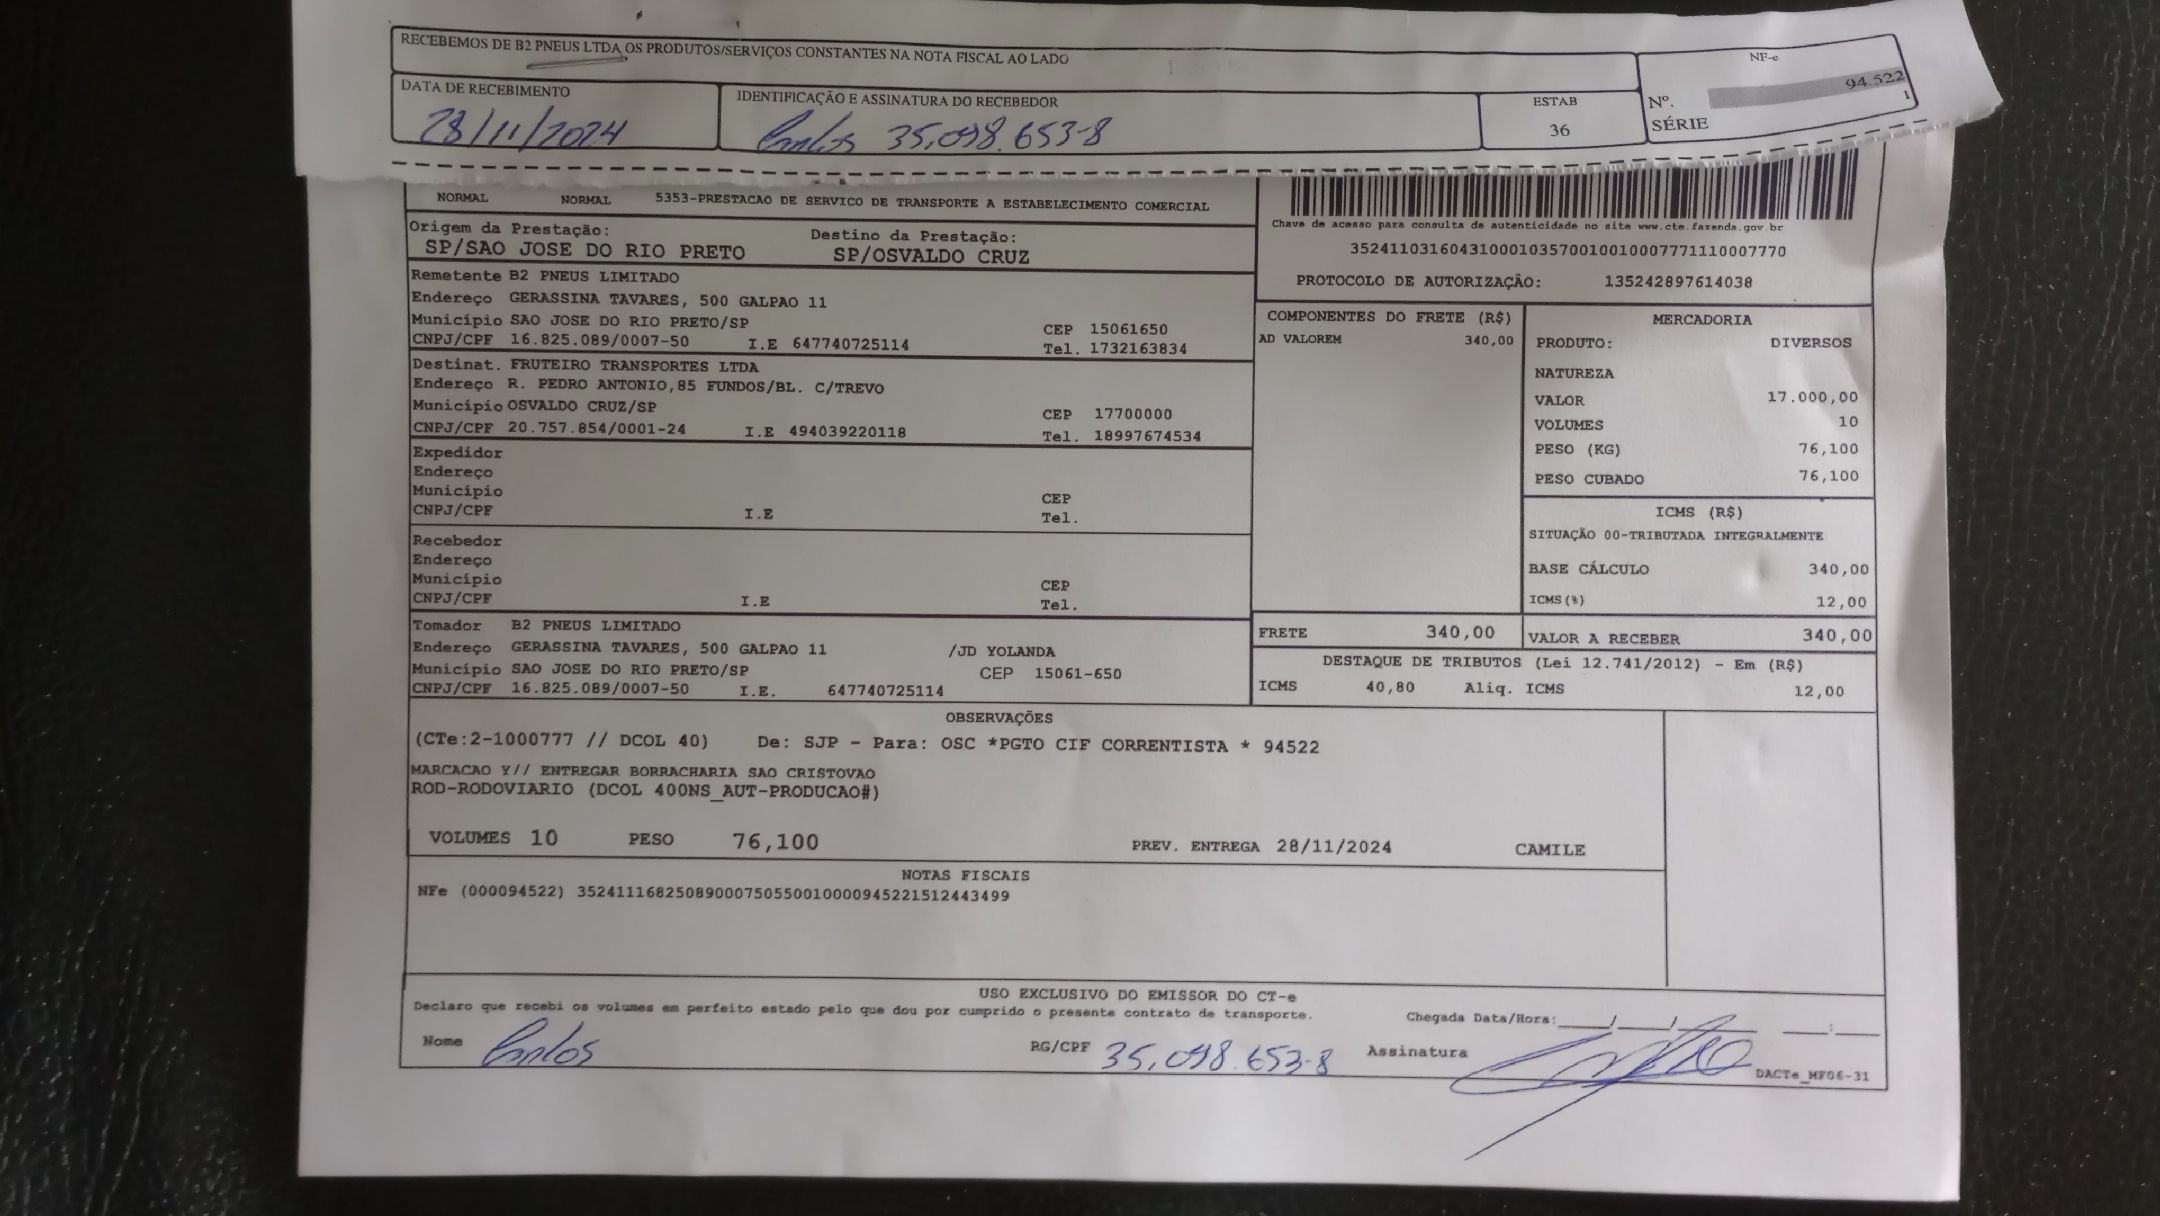 RECEBEMOS DE B2 PNEUS LTDA OS PRODUTOS/SERVIÇOS CONSTANTES NA NOTA FISCAL AO LADO
NF-e
Nº. 94.522
SÉRIE 1
DATA DE RECEBIMENTO
28/11/2024
IDENTIFICAÇÃO E ASSINATURA DO RECEBEDOR
Carlos 35.098.653-8
ESTAB
36
NORMAL NORMAL 5353-PRESTACAO DE SERVICO DE TRANSPORTE A ESTABELECIMENTO COMERCIAL
Chave de acesso para consulta de autenticidade no site www.cte.fazenda.gov.br
35241103160431000103570010010007771110007770
PROTOCOLO DE AUTORIZAÇÃO: 135242897614038
Origem da Prestação: Destino da Prestação:
SP/SAO JOSE DO RIO PRETO SP/OSVALDO CRUZ
Remetente B2 PNEUS LIMITADO
Endereço GERASSINA TAVARES, 500 GALPAO 11
Município SAO JOSE DO RIO PRETO/SP CEP 15061650
CNPJ/CPF 16.825.089/0007-50 I.E 647740725114 Tel. 1732163834
Destinat. FRUTEIRO TRANSPORTES LTDA
Endereço R. PEDRO ANTONIO,85 FUNDOS/BL. C/TREVO
Município OSVALDO CRUZ/SP CEP 17700000
CNPJ/CPF 20.757.854/0001-24 I.E 494039220118 Tel. 18997674534
Expedidor
Endereço
Município CEP
CNPJ/CPF I.E Tel.
Recebedor
Endereço
Município CEP
CNPJ/CPF I.E Tel.
Tomador B2 PNEUS LIMITADO
Endereço GERASSINA TAVARES, 500 GALPAO 11 /JD YOLANDA
Município SAO JOSE DO RIO PRETO/SP CEP 15061-650
CNPJ/CPF 16.825.089/0007-50 I.E. 647740725114
COMPONENTES DO FRETE (R$)
AD VALOREM 340,00
MERCADORIA
PRODUTO: DIVERSOS
NATUREZA
VALOR 17.000,00
VOLUMES 10
PESO (KG) 76,100
PESO CUBADO 76,100
ICMS (R$)
SITUAÇÃO 00-TRIBUTADA INTEGRALMENTE
BASE CÁLCULO 340,00
ICMS(%) 12,00
FRETE 340,00 VALOR A RECEBER 340,00
DESTAQUE DE TRIBUTOS (Lei 12.741/2012) - Em (R$)
ICMS 40,80 Aliq. ICMS 12,00
OBSERVAÇÕES
(CTe:2-1000777 // DCOL 40) De: SJP - Para: OSC *PGTO CIF CORRENTISTA * 94522
MARCACAO Y// ENTREGAR BORRACHARIA SAO CRISTOVAO
ROD-RODOVIARIO (DCOL 400NS_AUT-PRODUCAO#)
VOLUMES 10 PESO 76,100 PREV. ENTREGA 28/11/2024 CAMILE
NOTAS FISCAIS
NFe (000094522) 35241116825089000750550010000945221512443499
USO EXCLUSIVO DO EMISSOR DO CT-e
Declaro que recebi os volumes em perfeito estado pelo que dou por cumprido o presente contrato de transporte.
Chegada Data/Hora:____/____/____ ____:____
Nome Carlos RG/CPF 35.098.653-8 Assinatura
DACTe_MF06-31